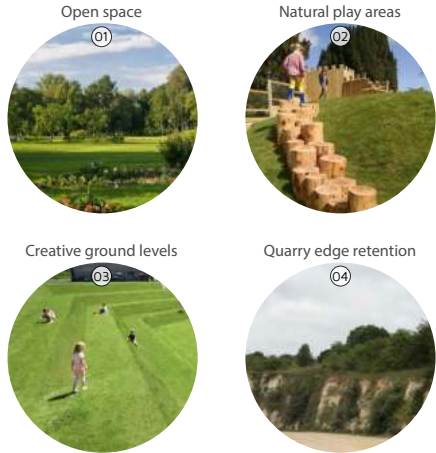 Open space
01
Natural play areas
02
Creative ground levels
03
Quarry edge retention
04